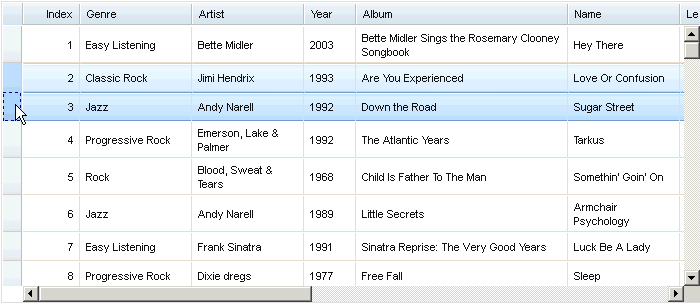 Index Genre Artist Year Album Name Le
1 Easy Listening Bette Midler 2003 Bette Midler Sings the Rosemary Clooney Songbook Hey There
2 Classic Rock Jimi Hendrix 1993 Are You Experienced Love Or Confusion
3 Jazz Andy Narell 1992 Down the Road Sugar Street
4 Progressive Rock Emerson, Lake & Palmer 1992 The Atlantic Years Tarkus
5 Rock Blood, Sweat & Tears 1968 Child Is Father To The Man Somethin' Goin' On
6 Jazz Andy Narell 1989 Little Secrets Armchair Psychology
7 Easy Listening Frank Sinatra 1991 Sinatra Reprise: The Very Good Years Luck Be A Lady
8 Progressive Rock Dixie dregs 1977 Free Fall Sleep